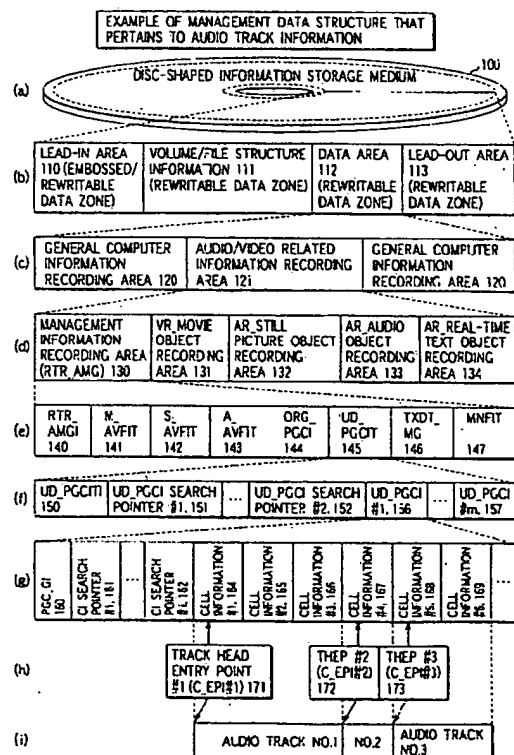 EXAMPLE OF MANAGEMENT DATA STRUCTURE THAT
PERTAINS TO AUDIO TRACK INFORMATION
100
DISC-SHAPED INFORMATION STORAGE MEDIUM
(a)
(b)
LEAD-IN AREA
110 (EMBOSSED/
REWRITABLE
DATA ZONE)
VOLUME/FILE STRUCTURE
INFORMATION 111
(REWRITABLE DATA ZONE)
DATA AREA
112
(REWRITABLE
DATA ZONE)
LEAD-OUT AREA
113
(REWRITABLE
DATA ZONE)
(c)
GENERAL COMPUTER
INFORMATION
RECORDING AREA 120
AUDIO/VIDEO RELATED
INFORMATION RECORDING
AREA 121
GENERAL COMPUTER
INFORMATION
RECORDING AREA 120
(d)
MANAGEMENT
INFORMATION
RECORDING AREA
(RTR_AMG) 130
VR_MOVIE
OBJECT
RECORDING
AREA 131
AR_STILL
PICTURE OBJECT
RECORDING
AREA 132
AR_AUDIO
OBJECT
RECORDING
AREA 133
AR_REAL-TIME
TEXT OBJECT
RECORDING
AREA 134
(e)
RTR_
AMGI
140
M_
AVFIT
141
S_
AVFIT
142
A_
AVFIT
143
ORG_
PGCI
144
UD_
PGCIT
145
TXDT_
MG
146
MNFIT
147
(f)
UD_PGCITI
150
UD_PGCI SEARCH
POINTER #1, 151
...
UD_PGCI SEARCH
POINTER #2, 152
UD_PGCI
#1, 156
...
UD_PGCI
#m, 157
(g)
PGC_GI
160
CI SEARCH
POINTER
#1, 161
...
CI SEARCH
POINTER
#i, 162
CELL
INFORMATION
#1, 164
CELL
INFORMATION
#2, 165
CELL
INFORMATION
#3, 166
CELL
INFORMATION
#4, 167
CELL
INFORMATION
#5, 168
CELL
INFORMATION
#6, 169
...
(h)
TRACK HEAD
ENTRY POINT
#1 (C_EPI#1) 171
THEP #2
(C_EPI#2)
172
THEP #3
(C_EPI#3)
173
(i)
AUDIO TRACK NO.1
NO.2
AUDIO TRACK
NO.3